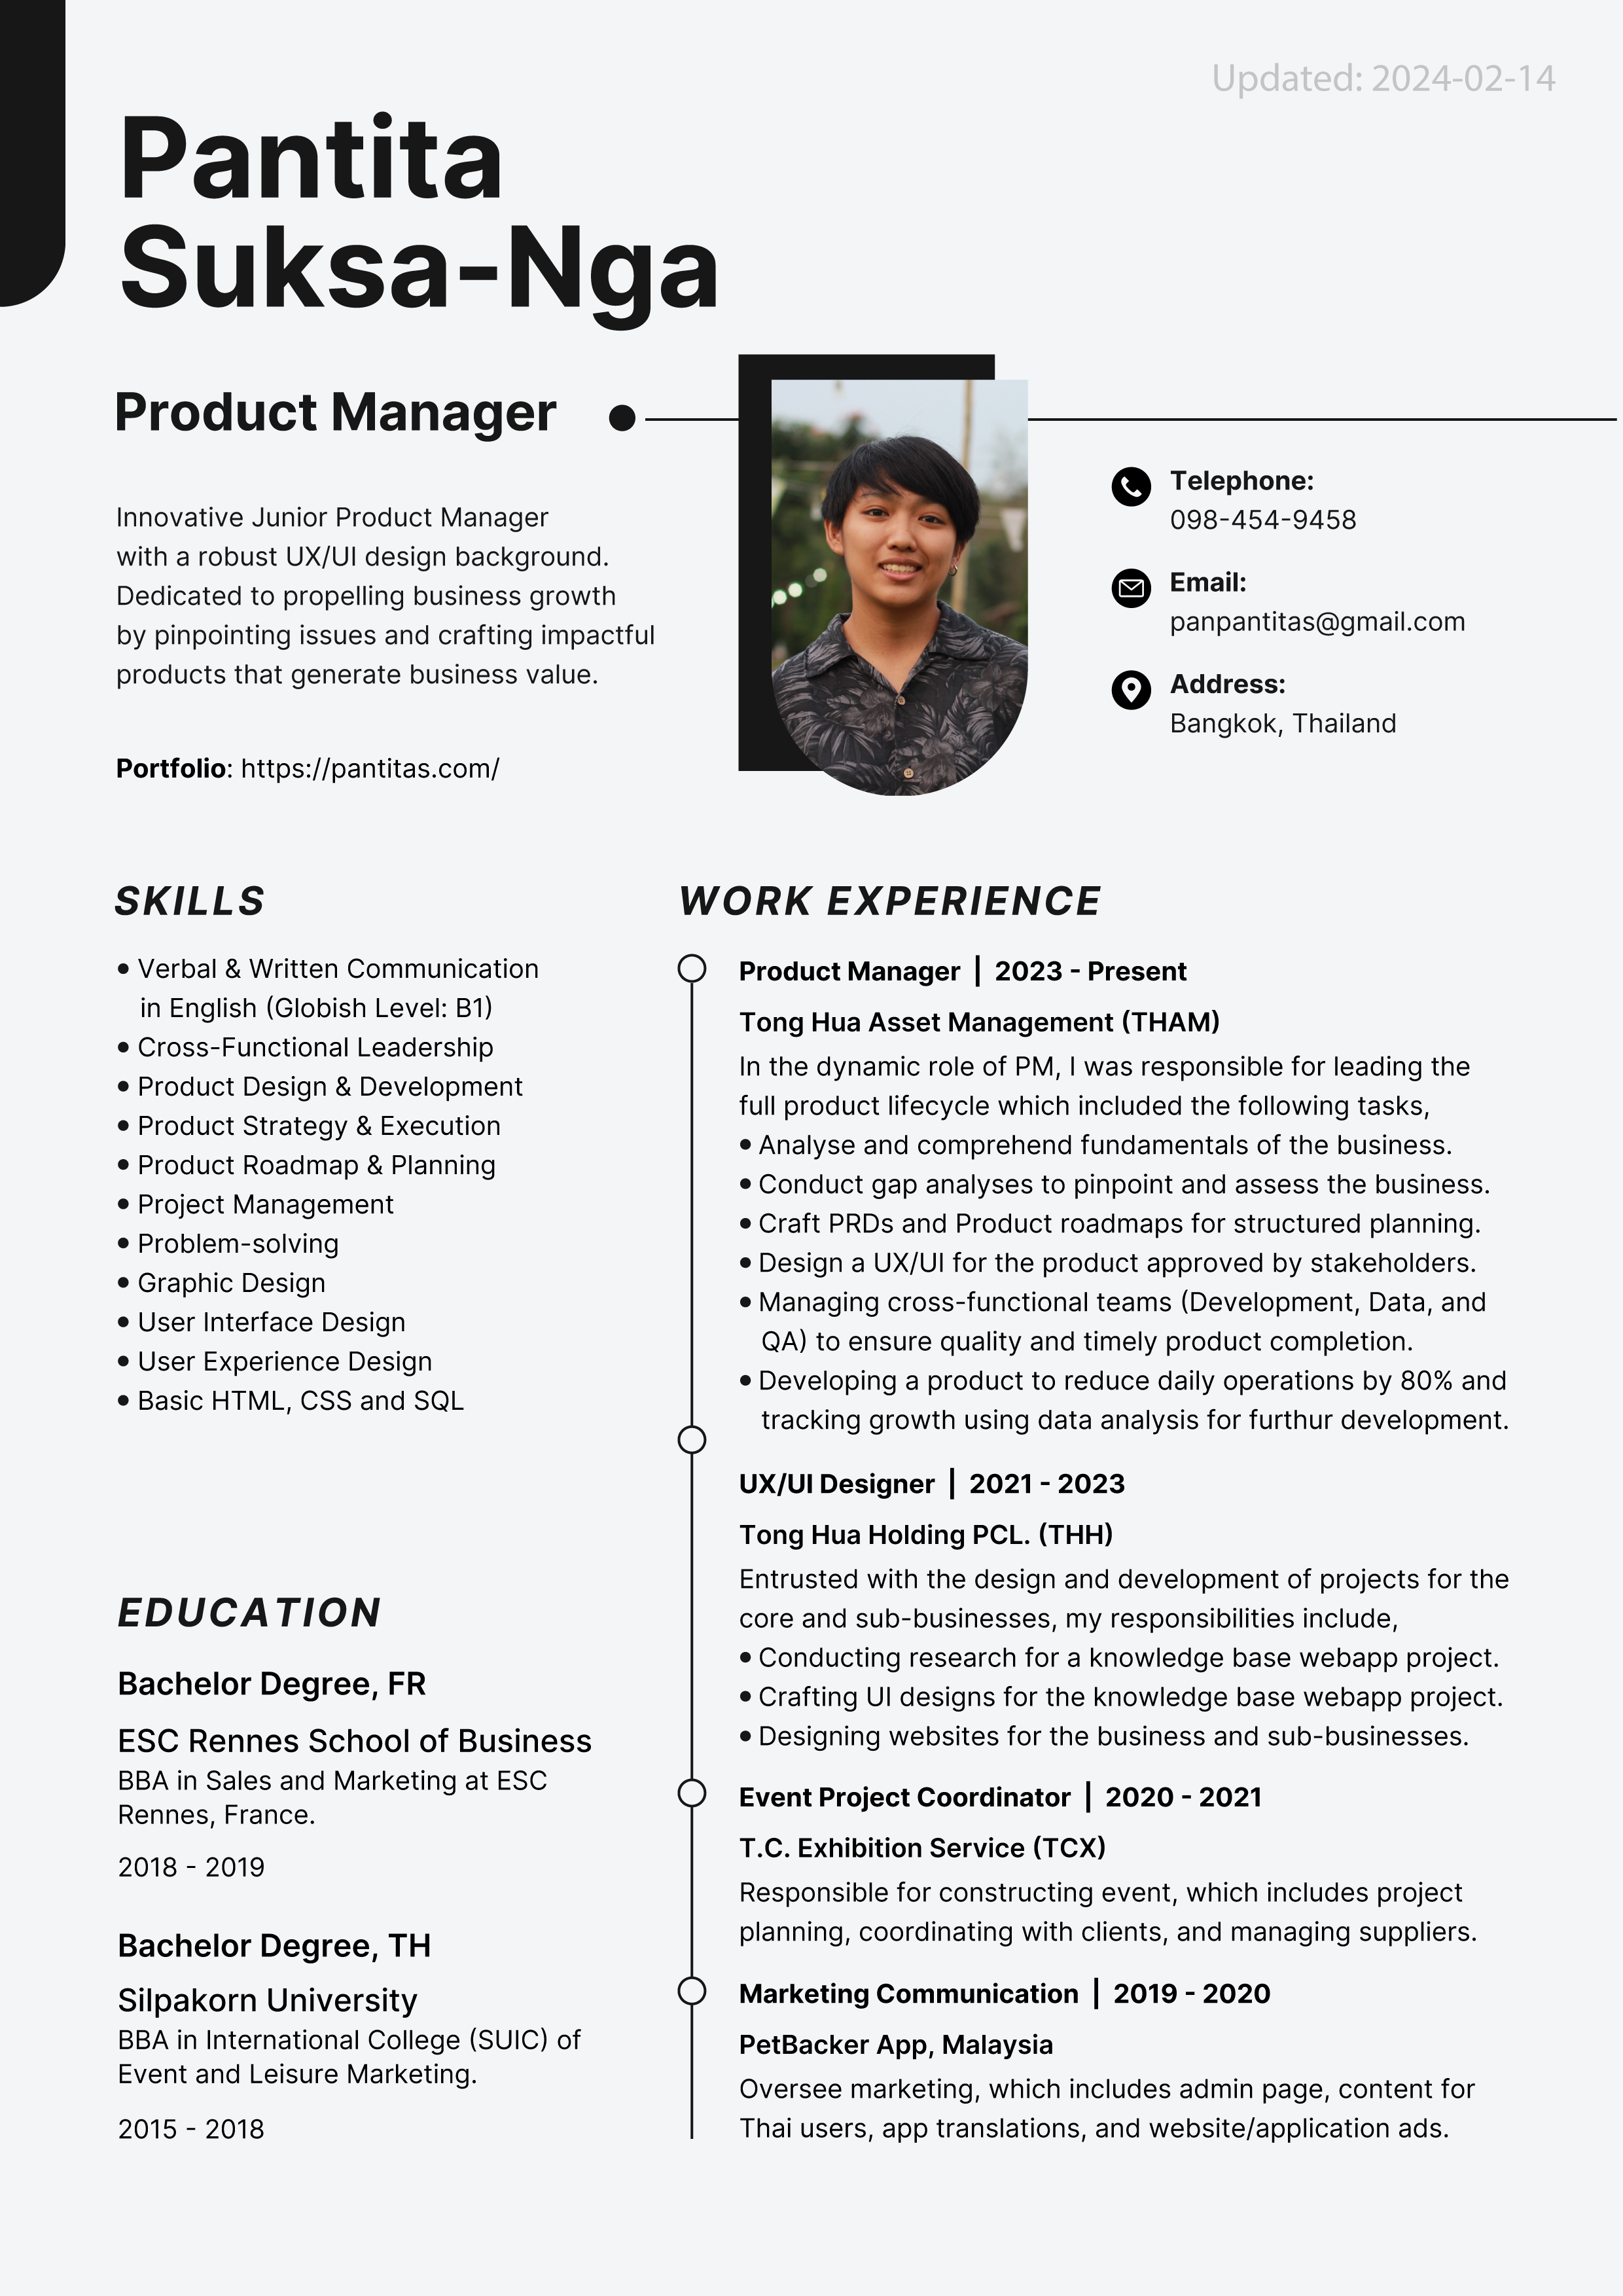 Updated: 2024-02-14
Pantita
Suksa-Nga
Product Manager
Innovative Junior Product Manager
with a robust UX/UI design background.
Dedicated to propelling business growth
by pinpointing issues and crafting impactful
products that generate business value.
Portfolio: https://pantitas.com/
Telephone:
098-454-9458
Email:
panpantitas@gmail.com
Address:
Bangkok, Thailand
SKILLS
• Verbal & Written Communication
in English (Globish Level: B1)
• Cross-Functional Leadership
• Product Design & Development
• Product Strategy & Execution
• Product Roadmap & Planning
• Project Management
• Problem-solving
• Graphic Design
• User Interface Design
• User Experience Design
• Basic HTML, CSS and SQL
EDUCATION
Bachelor Degree, FR
ESC Rennes School of Business
BBA in Sales and Marketing at ESC
Rennes, France.
2018 - 2019
Bachelor Degree, TH
Silpakorn University
BBA in International College (SUIC) of
Event and Leisure Marketing.
2015 - 2018
WORK EXPERIENCE
Product Manager | 2023 - Present
Tong Hua Asset Management (THAM)
In the dynamic role of PM, I was responsible for leading the
full product lifecycle which included the following tasks,
• Analyse and comprehend fundamentals of the business.
• Conduct gap analyses to pinpoint and assess the business.
• Craft PRDs and Product roadmaps for structured planning.
• Design a UX/UI for the product approved by stakeholders.
• Managing cross-functional teams (Development, Data, and
QA) to ensure quality and timely product completion.
• Developing a product to reduce daily operations by 80% and
tracking growth using data analysis for furthur development.
UX/UI Designer | 2021 - 2023
Tong Hua Holding PCL. (THH)
Entrusted with the design and development of projects for the
core and sub-businesses, my responsibilities include,
• Conducting research for a knowledge base webapp project.
• Crafting UI designs for the knowledge base webapp project.
• Designing websites for the business and sub-businesses.
Event Project Coordinator | 2020 - 2021
T.C. Exhibition Service (TCX)
Responsible for constructing event, which includes project
planning, coordinating with clients, and managing suppliers.
Marketing Communication | 2019 - 2020
PetBacker App, Malaysia
Oversee marketing, which includes admin page, content for
Thai users, app translations, and website/application ads.